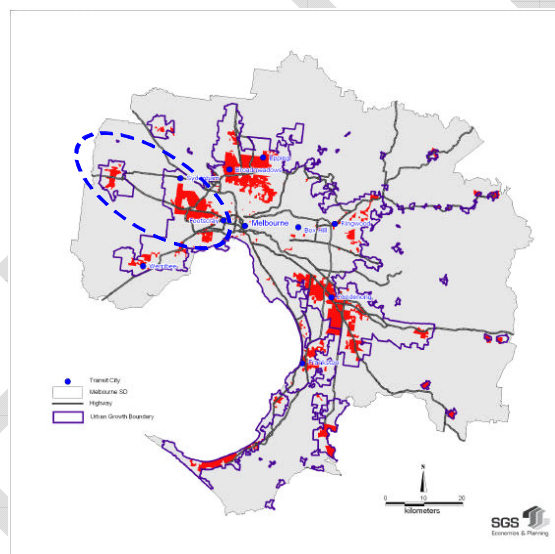 Epping
Broadmeadows
Sydenham
Footscray
Melbourne
Box Hill
Ringwood
Werribee
Dandenong
Frankston
Transit City
Melbourne SD
Highway
Urban Growth Boundary
N
0 10 20
kilometers
SGS
Economics & Planning